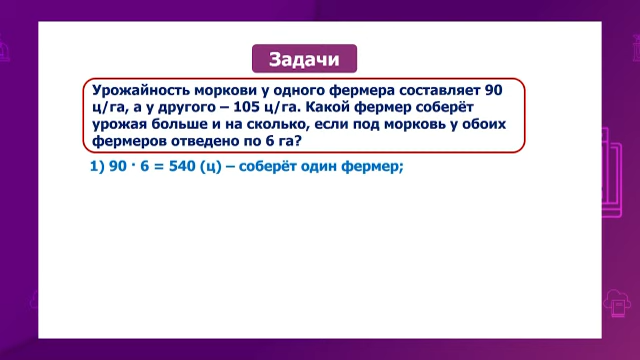 Задачи
Урожайность моркови у одного фермера составляет 90
ц/га, а у другого – 105 ц/га. Какой фермер соберёт
урожая больше и на сколько, если под морковь у обоих
фермеров отведено по 6 га?
1) 90 · 6 = 540 (ц) – соберёт один фермер;